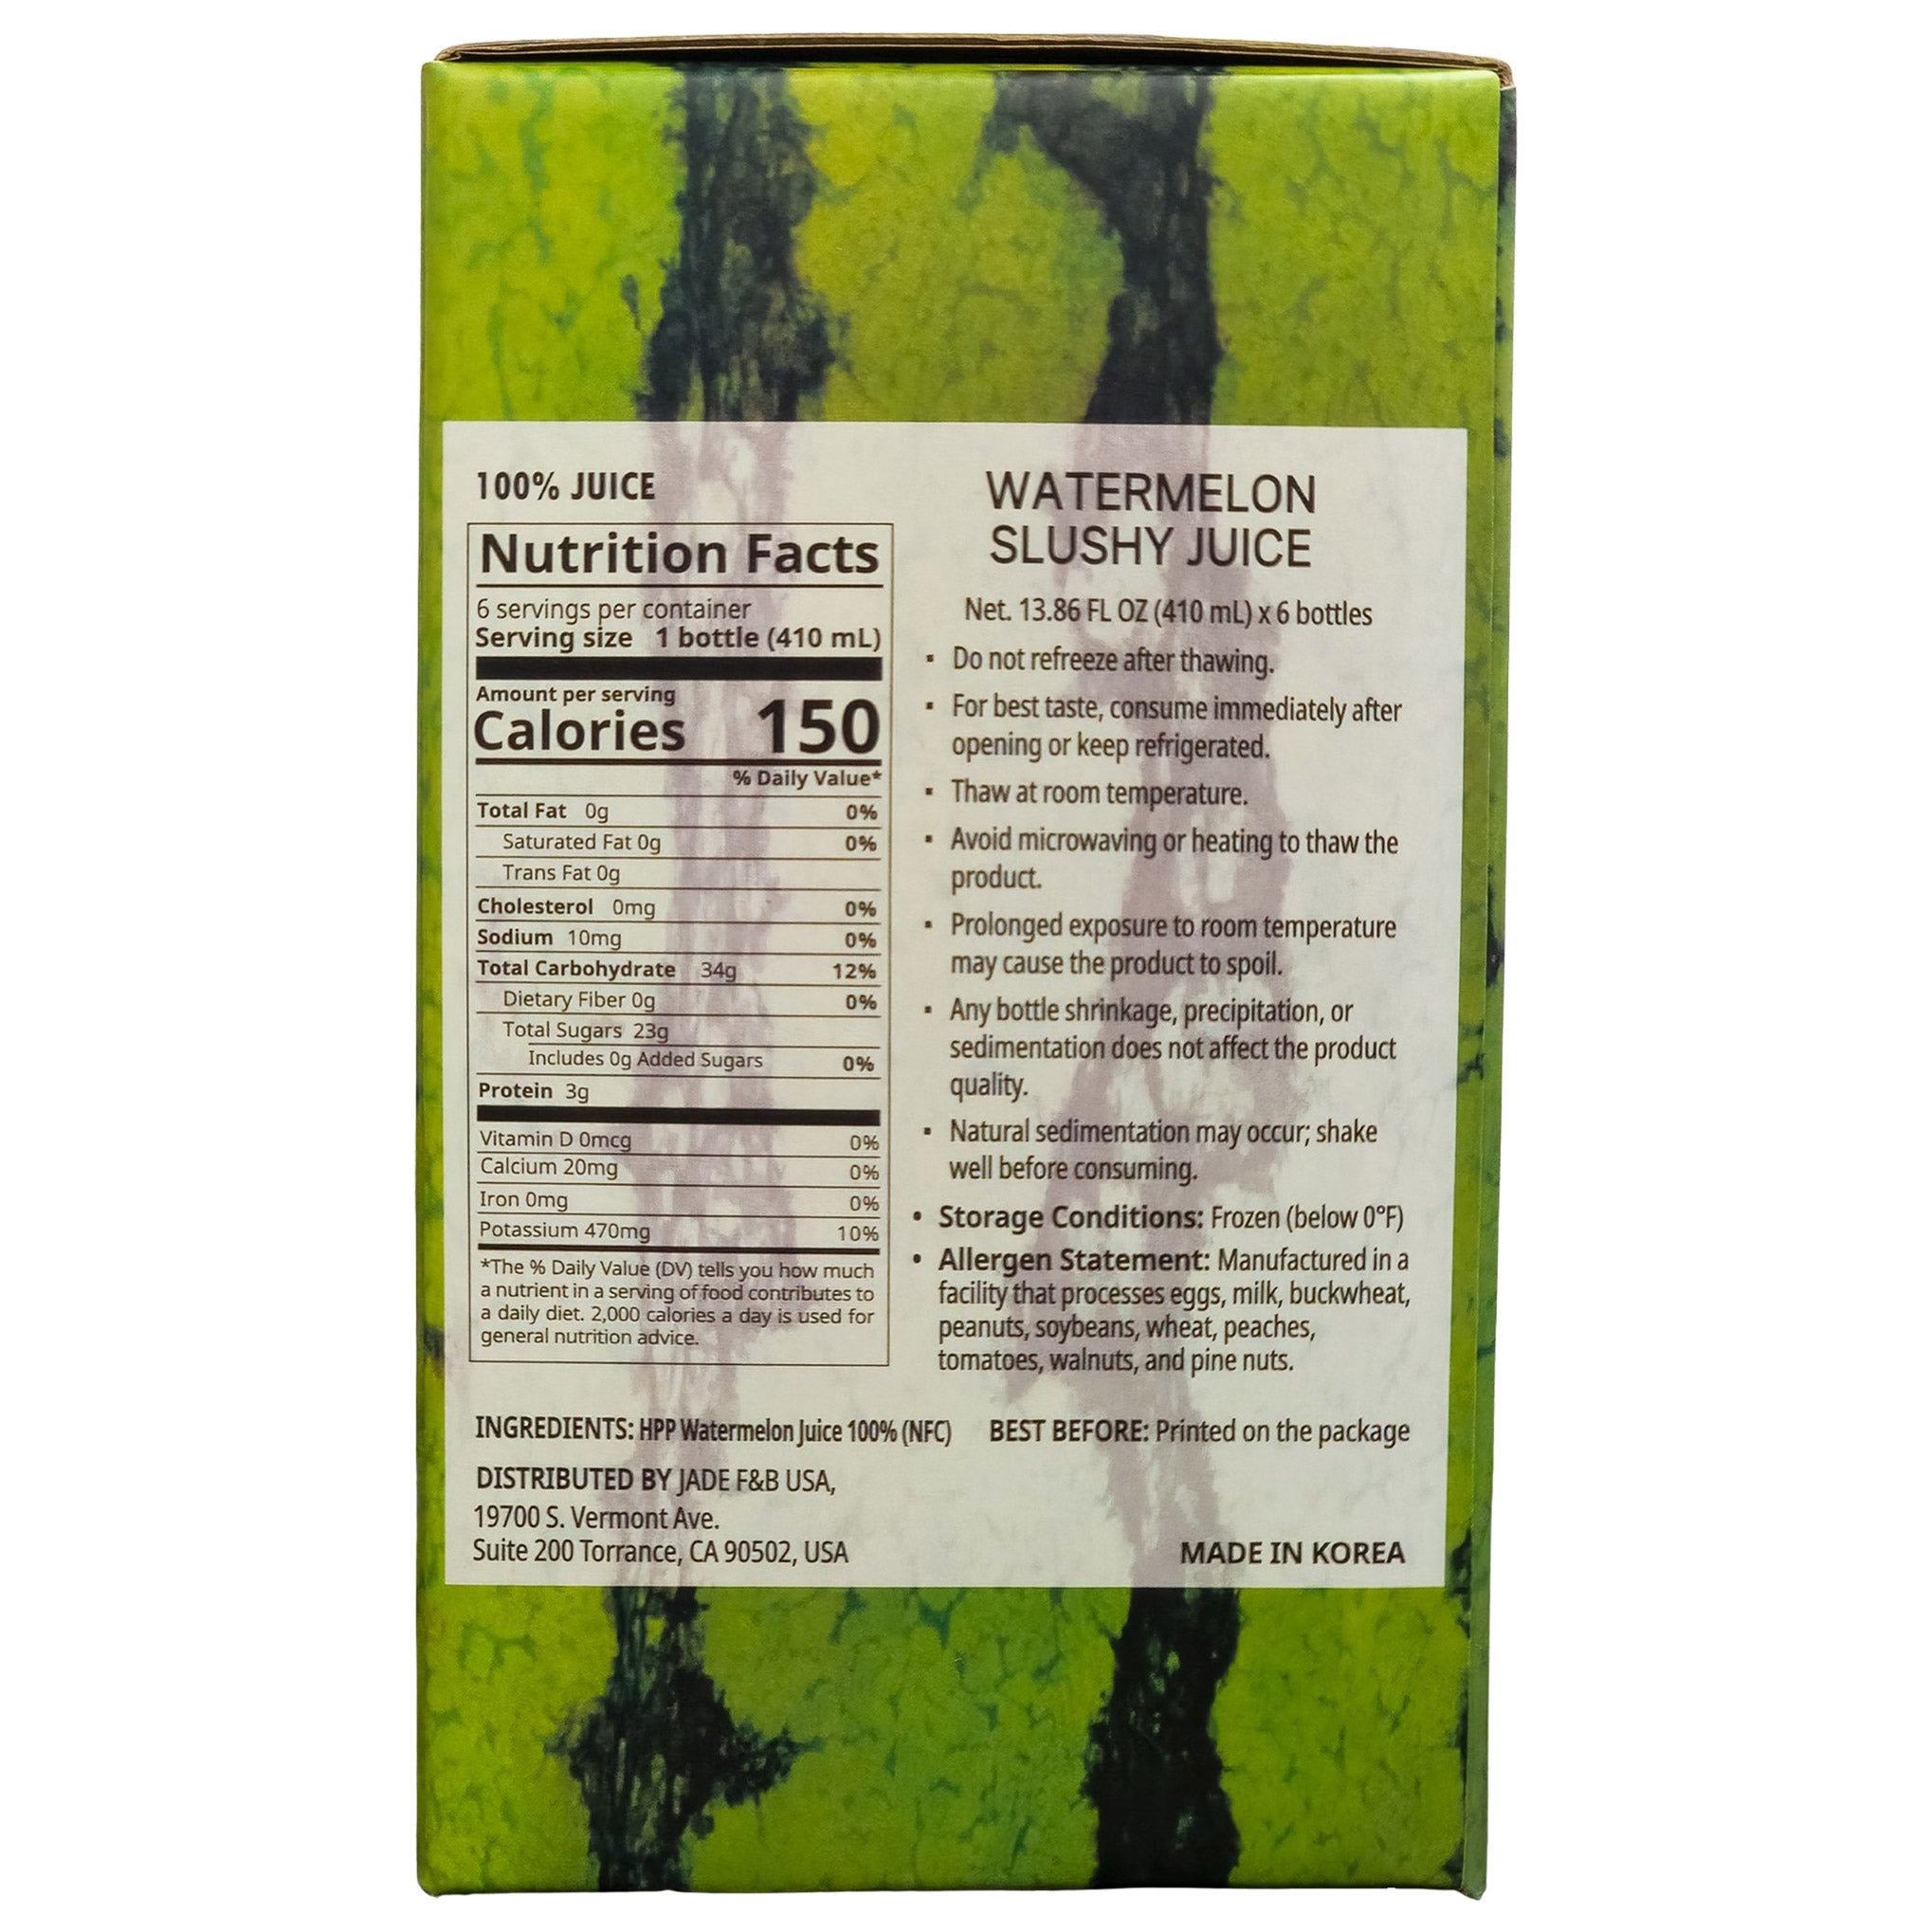 100% JUICE
Nutrition Facts
6 servings per container
Serving size 1 bottle (410 mL)
Amount per serving
Calories 150
% Daily Value*
Total Fat 0g 0%
Saturated Fat 0g 0%
Trans Fat 0g
Cholesterol 0mg 0%
Sodium 10mg 0%
Total Carbohydrate 34g 12%
Dietary Fiber 0g 0%
Total Sugars 23g
Includes 0g Added Sugars 0%
Protein 3g
Vitamin D 0mcg 0%
Calcium 20mg 0%
Iron 0mg 0%
Potassium 470mg 10%
*The % Daily Value (DV) tells you how much
a nutrient in a serving of food contributes to
a daily diet. 2,000 calories a day is used for
general nutrition advice.
WATERMELON
SLUSHY JUICE
Net. 13.86 FL OZ (410 mL) x 6 bottles
▪ Do not refreeze after thawing.
▪ For best taste, consume immediately after
opening or keep refrigerated.
▪ Thaw at room temperature.
▪ Avoid microwaving or heating to thaw the
product.
▪ Prolonged exposure to room temperature
may cause the product to spoil.
▪ Any bottle shrinkage, precipitation, or
sedimentation does not affect the product
quality.
▪ Natural sedimentation may occur; shake
well before consuming.
• Storage Conditions: Frozen (below 0°F)
• Allergen Statement: Manufactured in a
facility that processes eggs, milk, buckwheat,
peanuts, soybeans, wheat, peaches,
tomatoes, walnuts, and pine nuts.
INGREDIENTS: HPP Watermelon Juice 100% (NFC)
BEST BEFORE: Printed on the package
DISTRIBUTED BY JADE F&B USA,
19700 S. Vermont Ave.
Suite 200 Torrance, CA 90502, USA
MADE IN KOREA